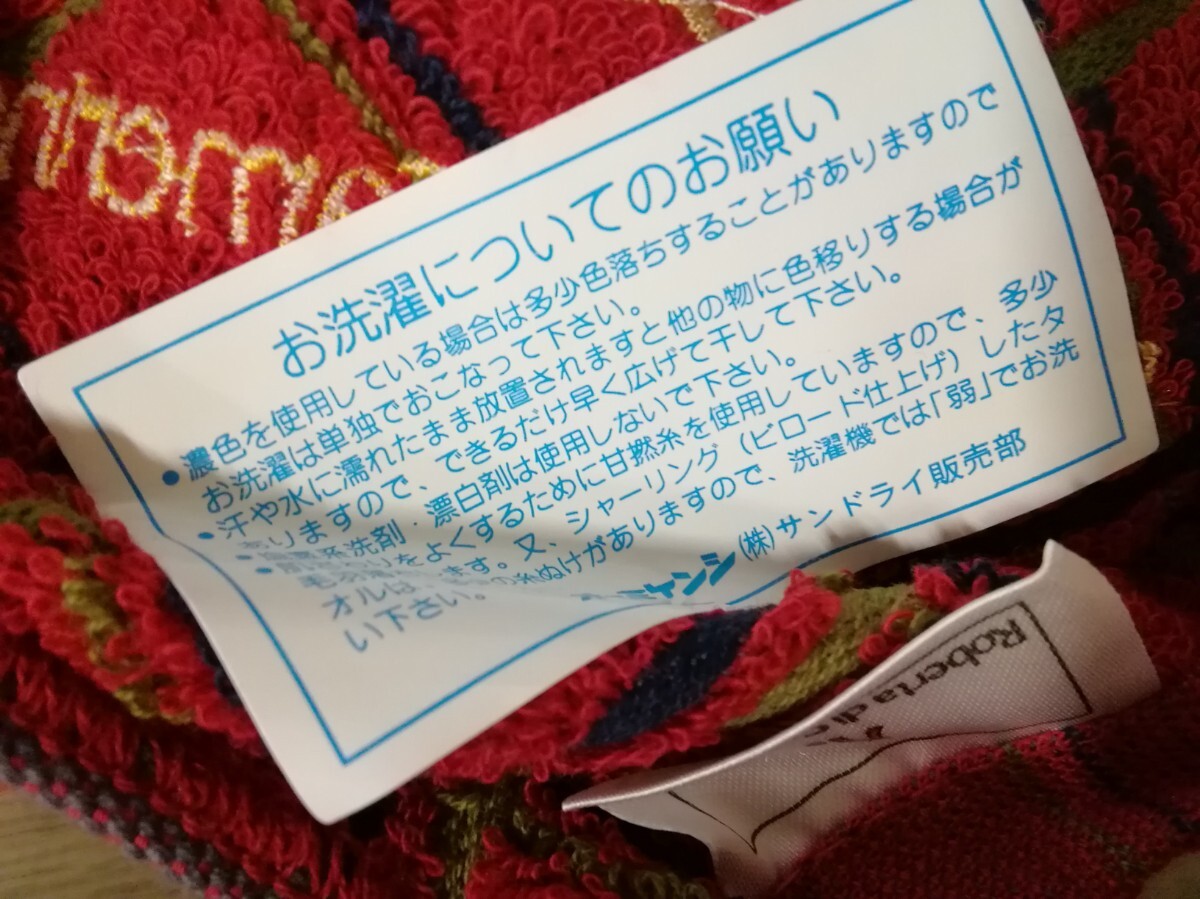 お洗濯についてのお願い
●濃色を使用している場合は多少色落ちすることがありますので
お洗濯は単独でおこなって下さい。
●汗や水に濡れたまま放置されますと他の物に色移りする場合が
りますので、できるだけ早く広げて干して下さい。
洗剤・漂白剤は使用しないで下さい。
りをよくするために甘撚糸を使用していますので、多少
ます。又、シャーリング(ビロード仕上げ)したタ
オルは 糸ぬけがありますので、洗濯機では「弱」でお洗
い下さい。
(株)サンドライ販売部
Roberta di